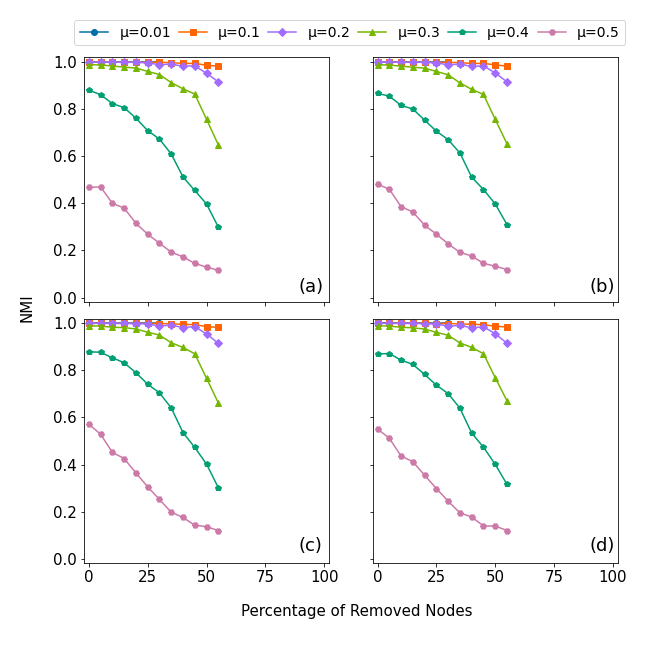 μ=0.01 μ=0.1 μ=0.2 μ=0.3 μ=0.4 μ=0.5
1.0
0.8
0.6
0.4
0.2
0.0
(a)
(b)
NMI
1.0
0.8
0.6
0.4
0.2
0.0
(c)
(d)
0 25 50 75 100 0 25 50 75 100
Percentage of Removed Nodes